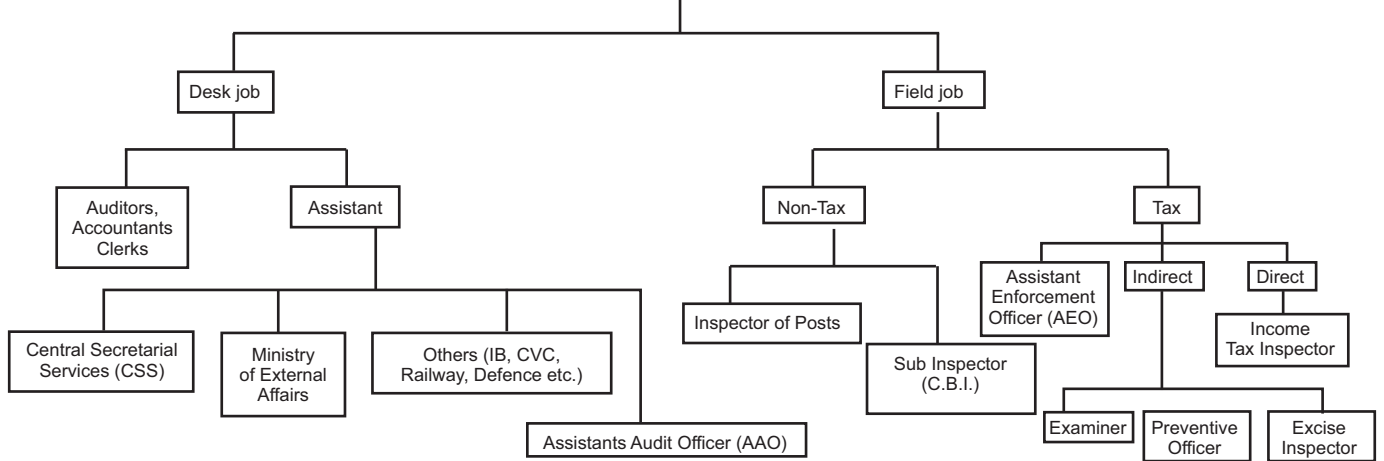 Desk job
Field job
Auditors,
Accountants
Clerks
Assistant
Non-Tax
Tax
Central Secretarial
Services (CSS)
Ministry
of External
Affairs
Others (IB, CVC,
Railway, Defence etc.)
Assistants Audit Officer (AAO)
Inspector of Posts
Sub Inspector
(C.B.I.)
Assistant
Enforcement
Officer (AEO)
Indirect
Direct
Income
Tax Inspector
Examiner
Preventive
Officer
Excise
Inspector